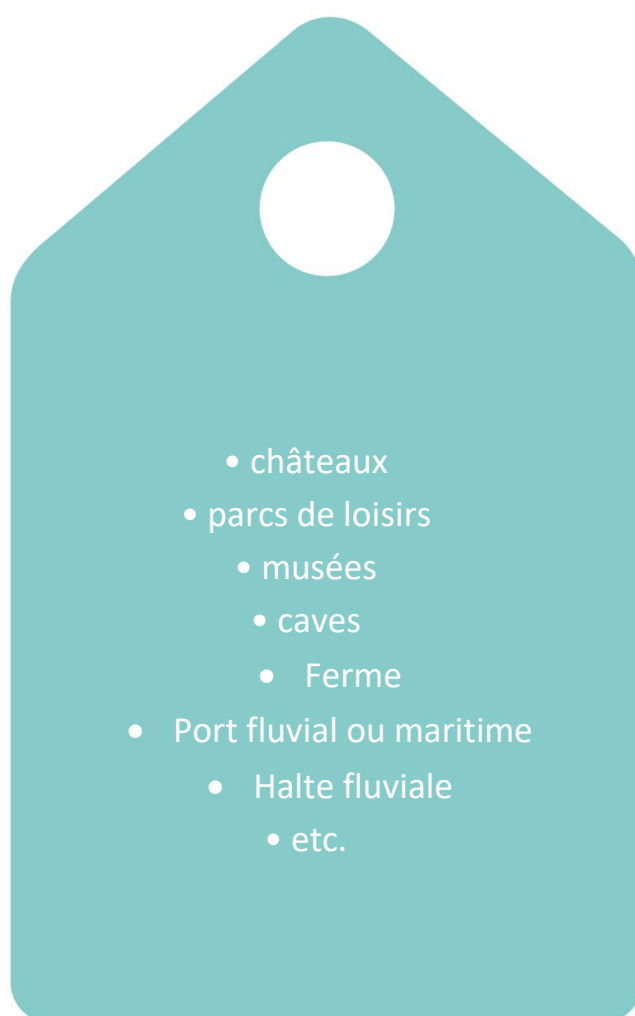 • châteaux
• parcs de loisirs
• musées
• caves
• Ferme
• Port fluvial ou maritime
• Halte fluviale
• etc.